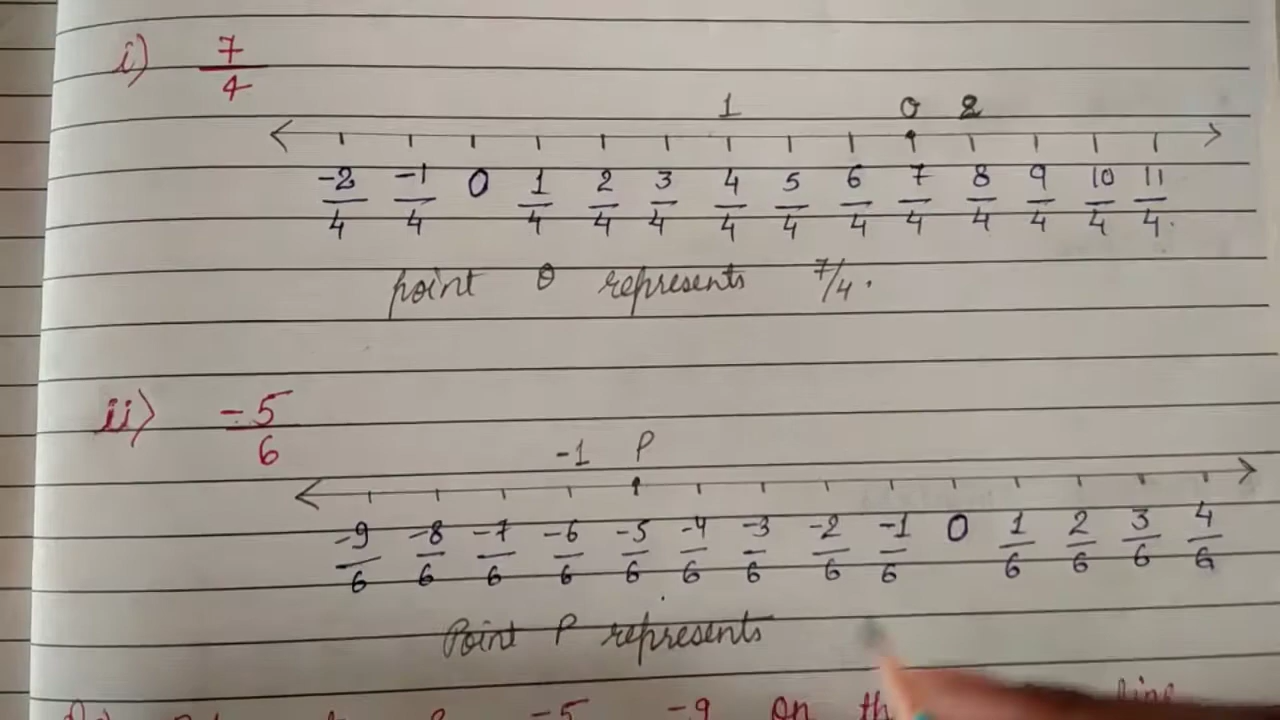 i) 7/4
1 0 2
-2/4 -1/4 0 1/4 2/4 3/4 4/4 5/4 6/4 7/4 8/4 9/4 10/4 11/4.
point O represents 7/4.
ii) -5/6
-1 P
-9/6 -8/6 -7/6 -6/6 -5/6 -4/6 -3/6 -2/6 -1/6 0 1/6 2/6 3/6 4/6
Point P represents
-5 -9 on th line